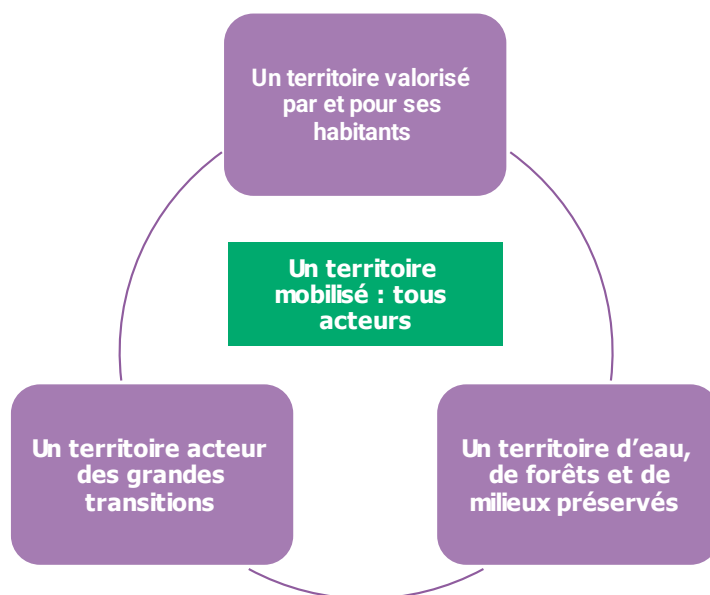 Un territoire valorisé
par et pour ses
habitants
Un territoire
mobilisé : tous
acteurs
Un territoire acteur
des grandes
transitions
Un territoire d’eau,
de forêts et de
milieux préservés